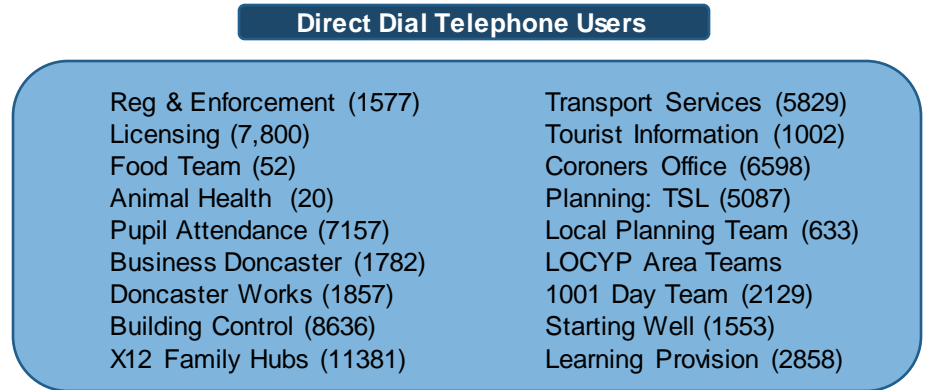 Direct Dial Telephone Users
Reg & Enforcement (1577)
Licensing (7,800)
Food Team (52)
Animal Health (20)
Pupil Attendance (7157)
Business Doncaster (1782)
Doncaster Works (1857)
Building Control (8636)
X12 Family Hubs (11381)
Transport Services (5829)
Tourist Information (1002)
Coroners Office (6598)
Planning: TSL (5087)
Local Planning Team (633)
LOCYP Area Teams
1001 Day Team (2129)
Starting Well (1553)
Learning Provision (2858)